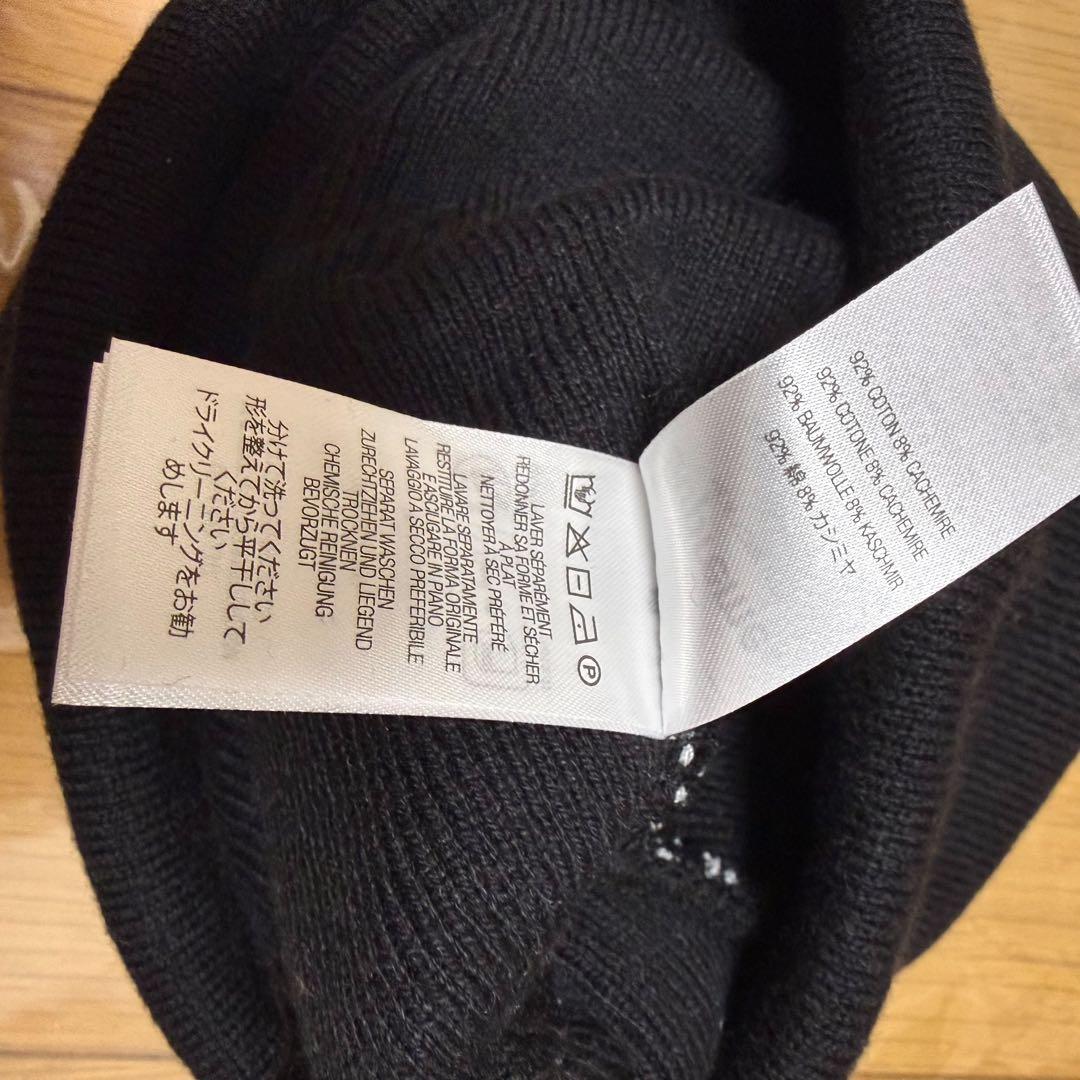 LAVER SÉPARÉMENT
REDONNER SA FORME ET SÉCHER
À PLAT
NETTOYER À SEC PRÉFÉRÉ
LAVARE SEPARATAMENTE
RESTITUIRE LA FORMA ORIGINALE
E ASCIUGARE IN PIANO
LAVAGGIO A SECCO PREFERIBILE
SEPARAT WASCHEN
ZURECHTZIEHEN UND LIEGEND
TROCKNEN
CHEMISCHE REINIGUNG
BEVORZUGT
分けて洗ってください
形を整えてから平干しして
ください
ドライクリーニングをお勧
めします
P
92% COTON 8% CACHEMIRE
92% COTONE 8% CACHEMIRE
92% BAUMWOLLE 8% KASCHMIR
92% 綿 8% カシミヤ